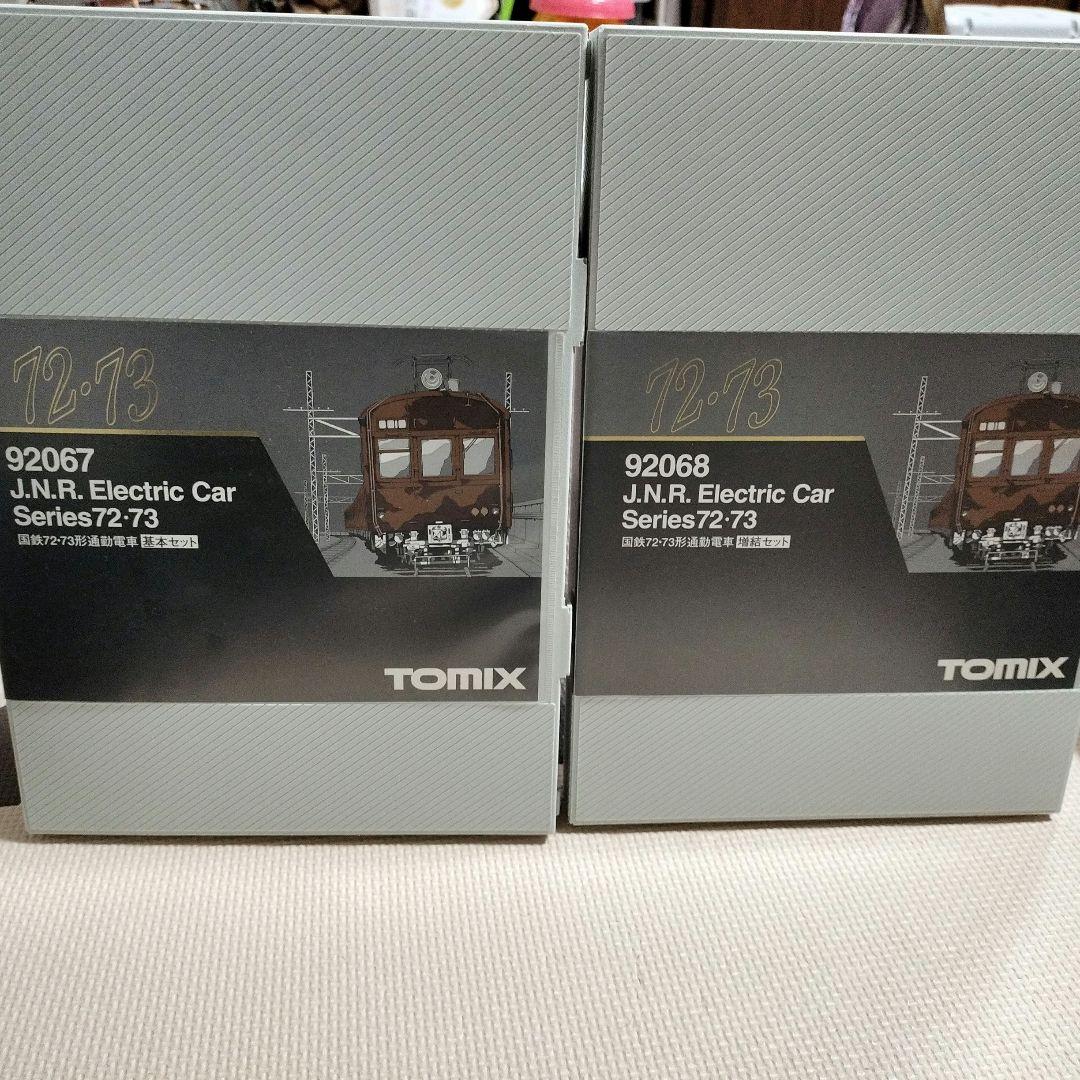 72・73
92067
J.N.R. Electric Car
Series72・73
国鉄72・73形通勤電車 基本セット
TOMIX
72・73
92068
J.N.R. Electric Car
Series72・73
国鉄72・73形通勤電車 増結セット
TOMIX